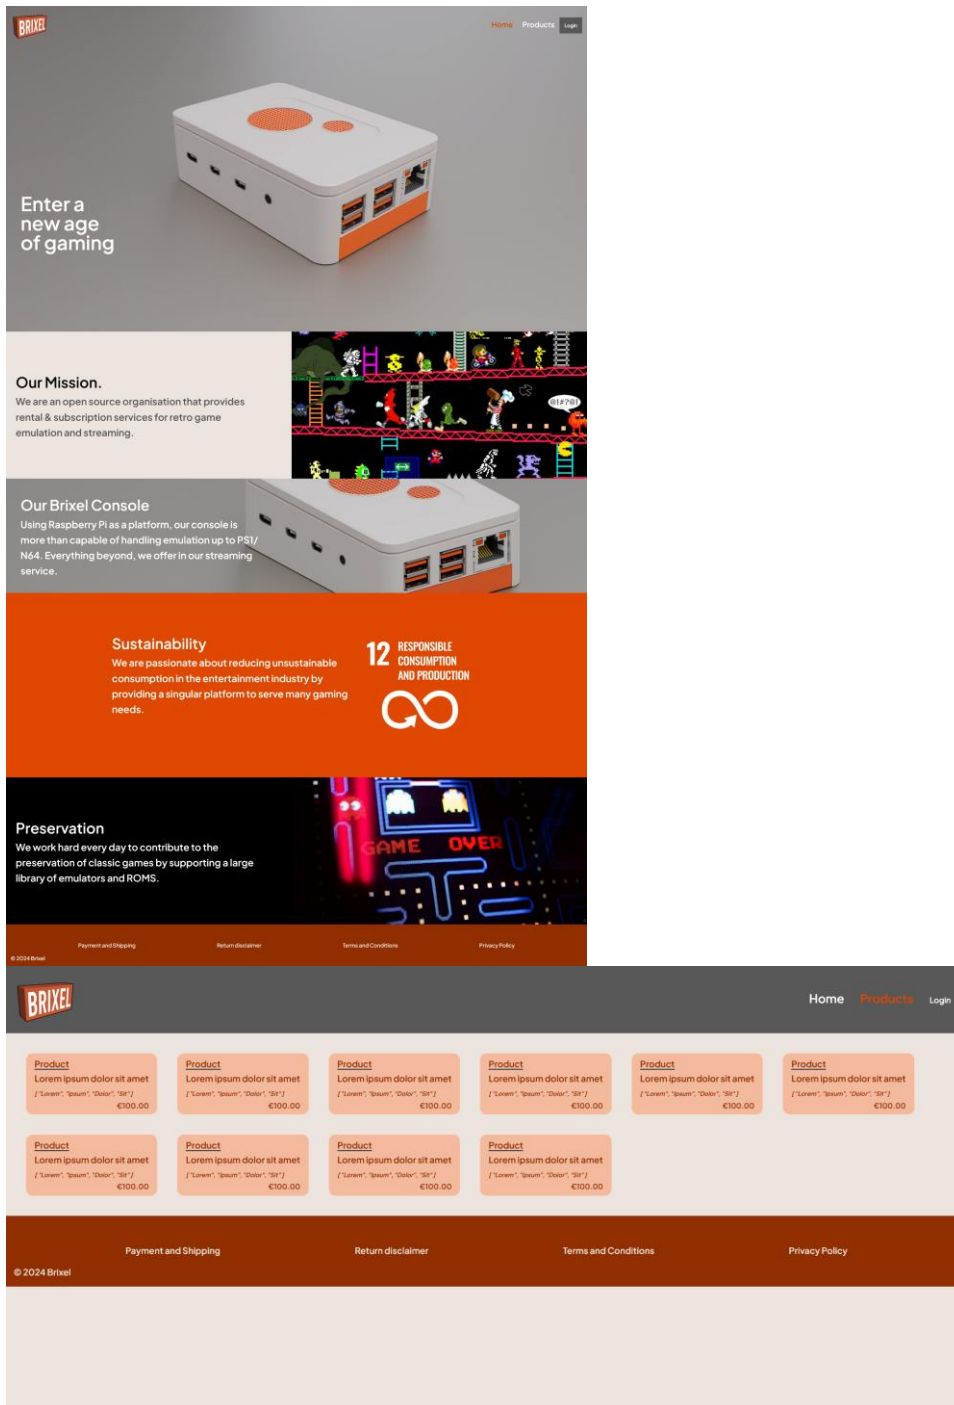 BRIXEL
Home Products Login
Enter a
new age
of gaming
Our Mission.
We are an open source organisation that provides
rental & subscription services for retro game
emulation and streaming.
@!#?@!
Our Brixel Console
Using Raspberry Pi as a platform, our console is
more than capable of handling emulation up to PS1/
N64. Everything beyond, we offer in our streaming
service.
Sustainability
We are passionate about reducing unsustainable
consumption in the entertainment industry by
providing a singular platform to serve many gaming
needs.
12 RESPONSIBLE
CONSUMPTION
AND PRODUCTION
Preservation
We work hard every day to contribute to the
preservation of classic games by supporting a large
library of emulators and ROMS.
GAME OVER
Payment and Shipping Return disclaimer Terms and Conditions Privacy Policy
© 2024 Brixel
BRIXEL
Home Products Login
Product Product Product Product Product Product
Lorem ipsum dolor sit amet Lorem ipsum dolor sit amet Lorem ipsum dolor sit amet Lorem ipsum dolor sit amet Lorem ipsum dolor sit amet Lorem ipsum dolor sit amet
[ "Lorem", "Ipsum", "Dolor", "Sit" ] [ "Lorem", "Ipsum", "Dolor", "Sit" ] [ "Lorem", "Ipsum", "Dolor", "Sit" ] [ "Lorem", "Ipsum", "Dolor", "Sit" ] [ "Lorem", "Ipsum", "Dolor", "Sit" ] [ "Lorem", "Ipsum", "Dolor", "Sit" ]
€100.00 €100.00 €100.00 €100.00 €100.00 €100.00
Product Product Product Product
Lorem ipsum dolor sit amet Lorem ipsum dolor sit amet Lorem ipsum dolor sit amet Lorem ipsum dolor sit amet
[ "Lorem", "Ipsum", "Dolor", "Sit" ] [ "Lorem", "Ipsum", "Dolor", "Sit" ] [ "Lorem", "Ipsum", "Dolor", "Sit" ] [ "Lorem", "Ipsum", "Dolor", "Sit" ]
€100.00 €100.00 €100.00 €100.00
Payment and Shipping Return disclaimer Terms and Conditions Privacy Policy
© 2024 Brixel